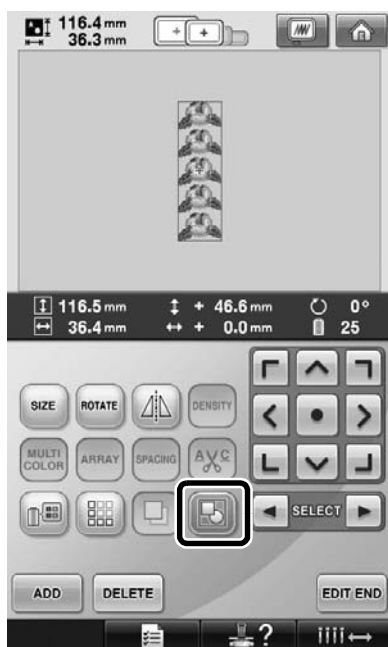 116.4 mm
36.3 mm
116.5 mm + 46.6 mm 0°
36.4 mm + 0.0 mm 25
SIZE ROTATE DENSITY
MULTI COLOR ARRAY SPACING A C
SELECT
ADD DELETE EDIT END
?